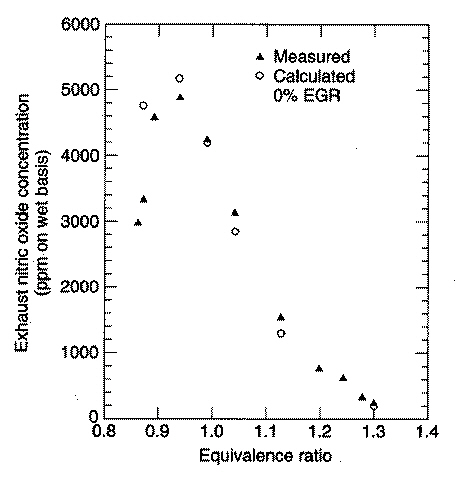 6000
5000
4000
3000
2000
1000
0
Exhaust nitric oxide concentration
(ppm on wet basis)
Measured
Calculated
0% EGR
0.8 0.9 1.0 1.1 1.2 1.3 1.4
Equivalence ratio